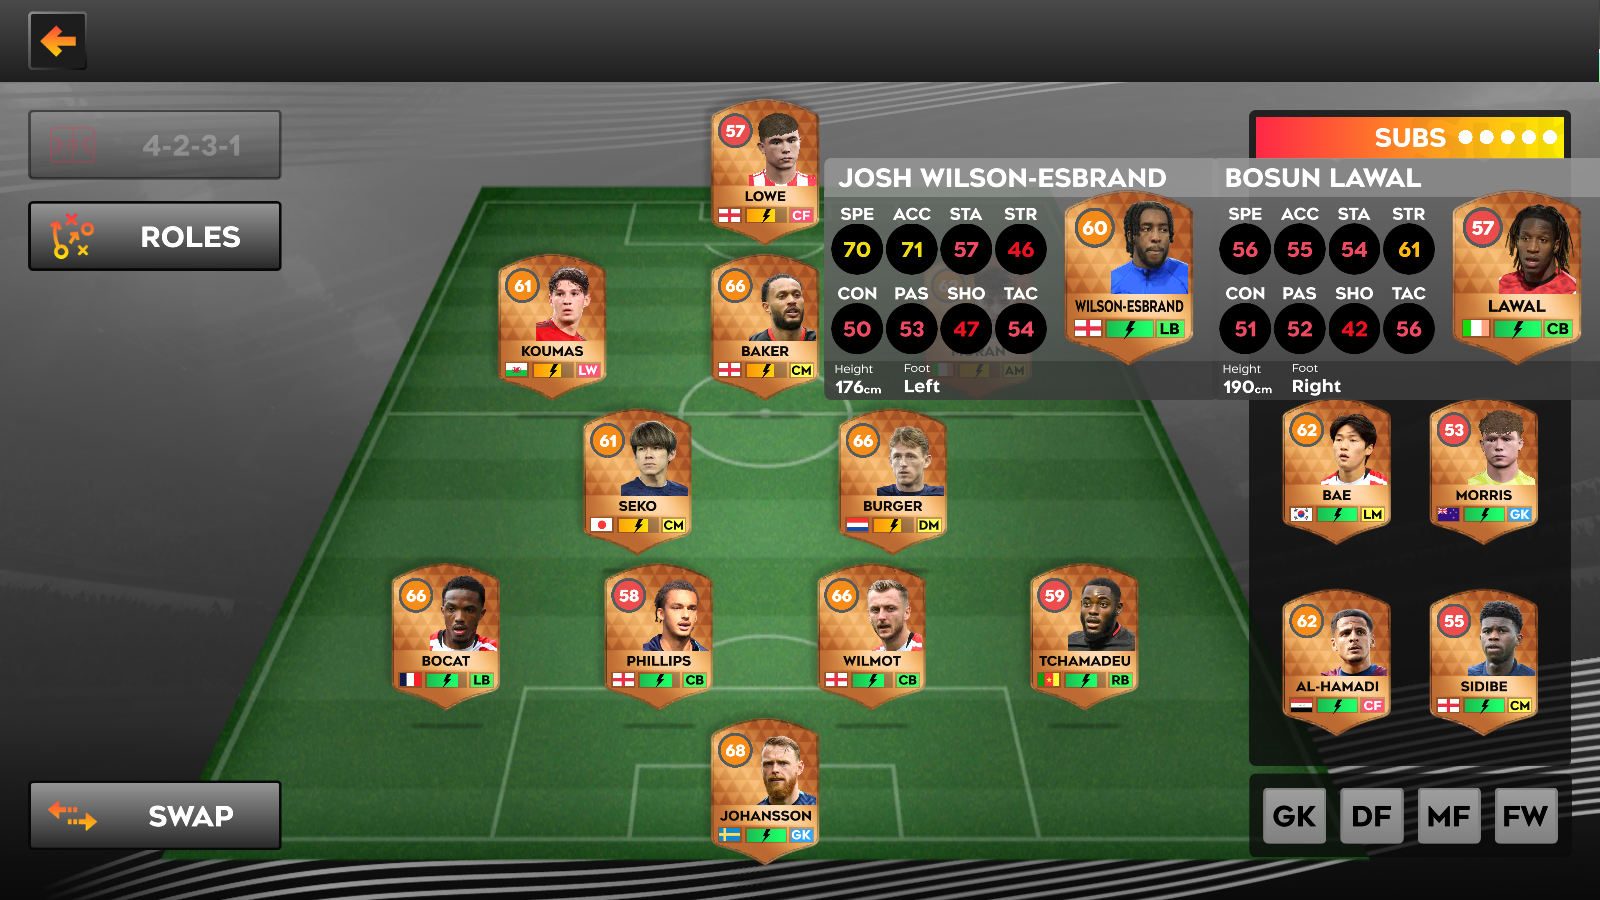 4-2-3-1
ROLES
SWAP
57
LOWE
CF
61
KOUMAS
LW
66
BAKER
CM
MORAN
AM
61
SEKO
CM
66
BURGER
DM
66
BOCAT
LB
58
PHILLIPS
CB
66
WILMOT
CB
59
TCHAMADEU
RB
68
JOHANSSON
GK
SUBS
JOSH WILSON-ESBRAND
SPE ACC STA STR
70 71 57 46
CON PAS SHO TAC
50 53 47 54
Height Foot
176cm Left
60
WILSON-ESBRAND
LB
BOSUN LAWAL
SPE ACC STA STR
56 55 54 61
CON PAS SHO TAC
51 52 42 56
Height Foot
190cm Right
57
LAWAL
CB
62
BAE
LM
53
MORRIS
GK
62
AL-HAMADI
CF
55
SIDIBE
CM
GK DF MF FW